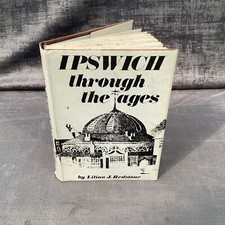 IPSWICH
through
the ages
by Lilian J. Redstone